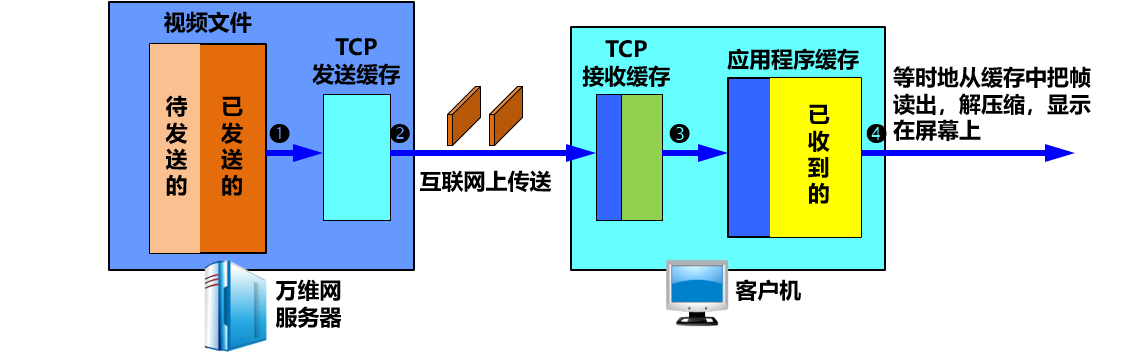 视频文件
待发送的
已发送的
❶
TCP
发送缓存
❷
互联网上传送
TCP
接收缓存
❸
应用程序缓存
已收到的
❹
等时地从缓存中把帧
读出，解压缩，显示
在屏幕上
万维网
服务器
客户机